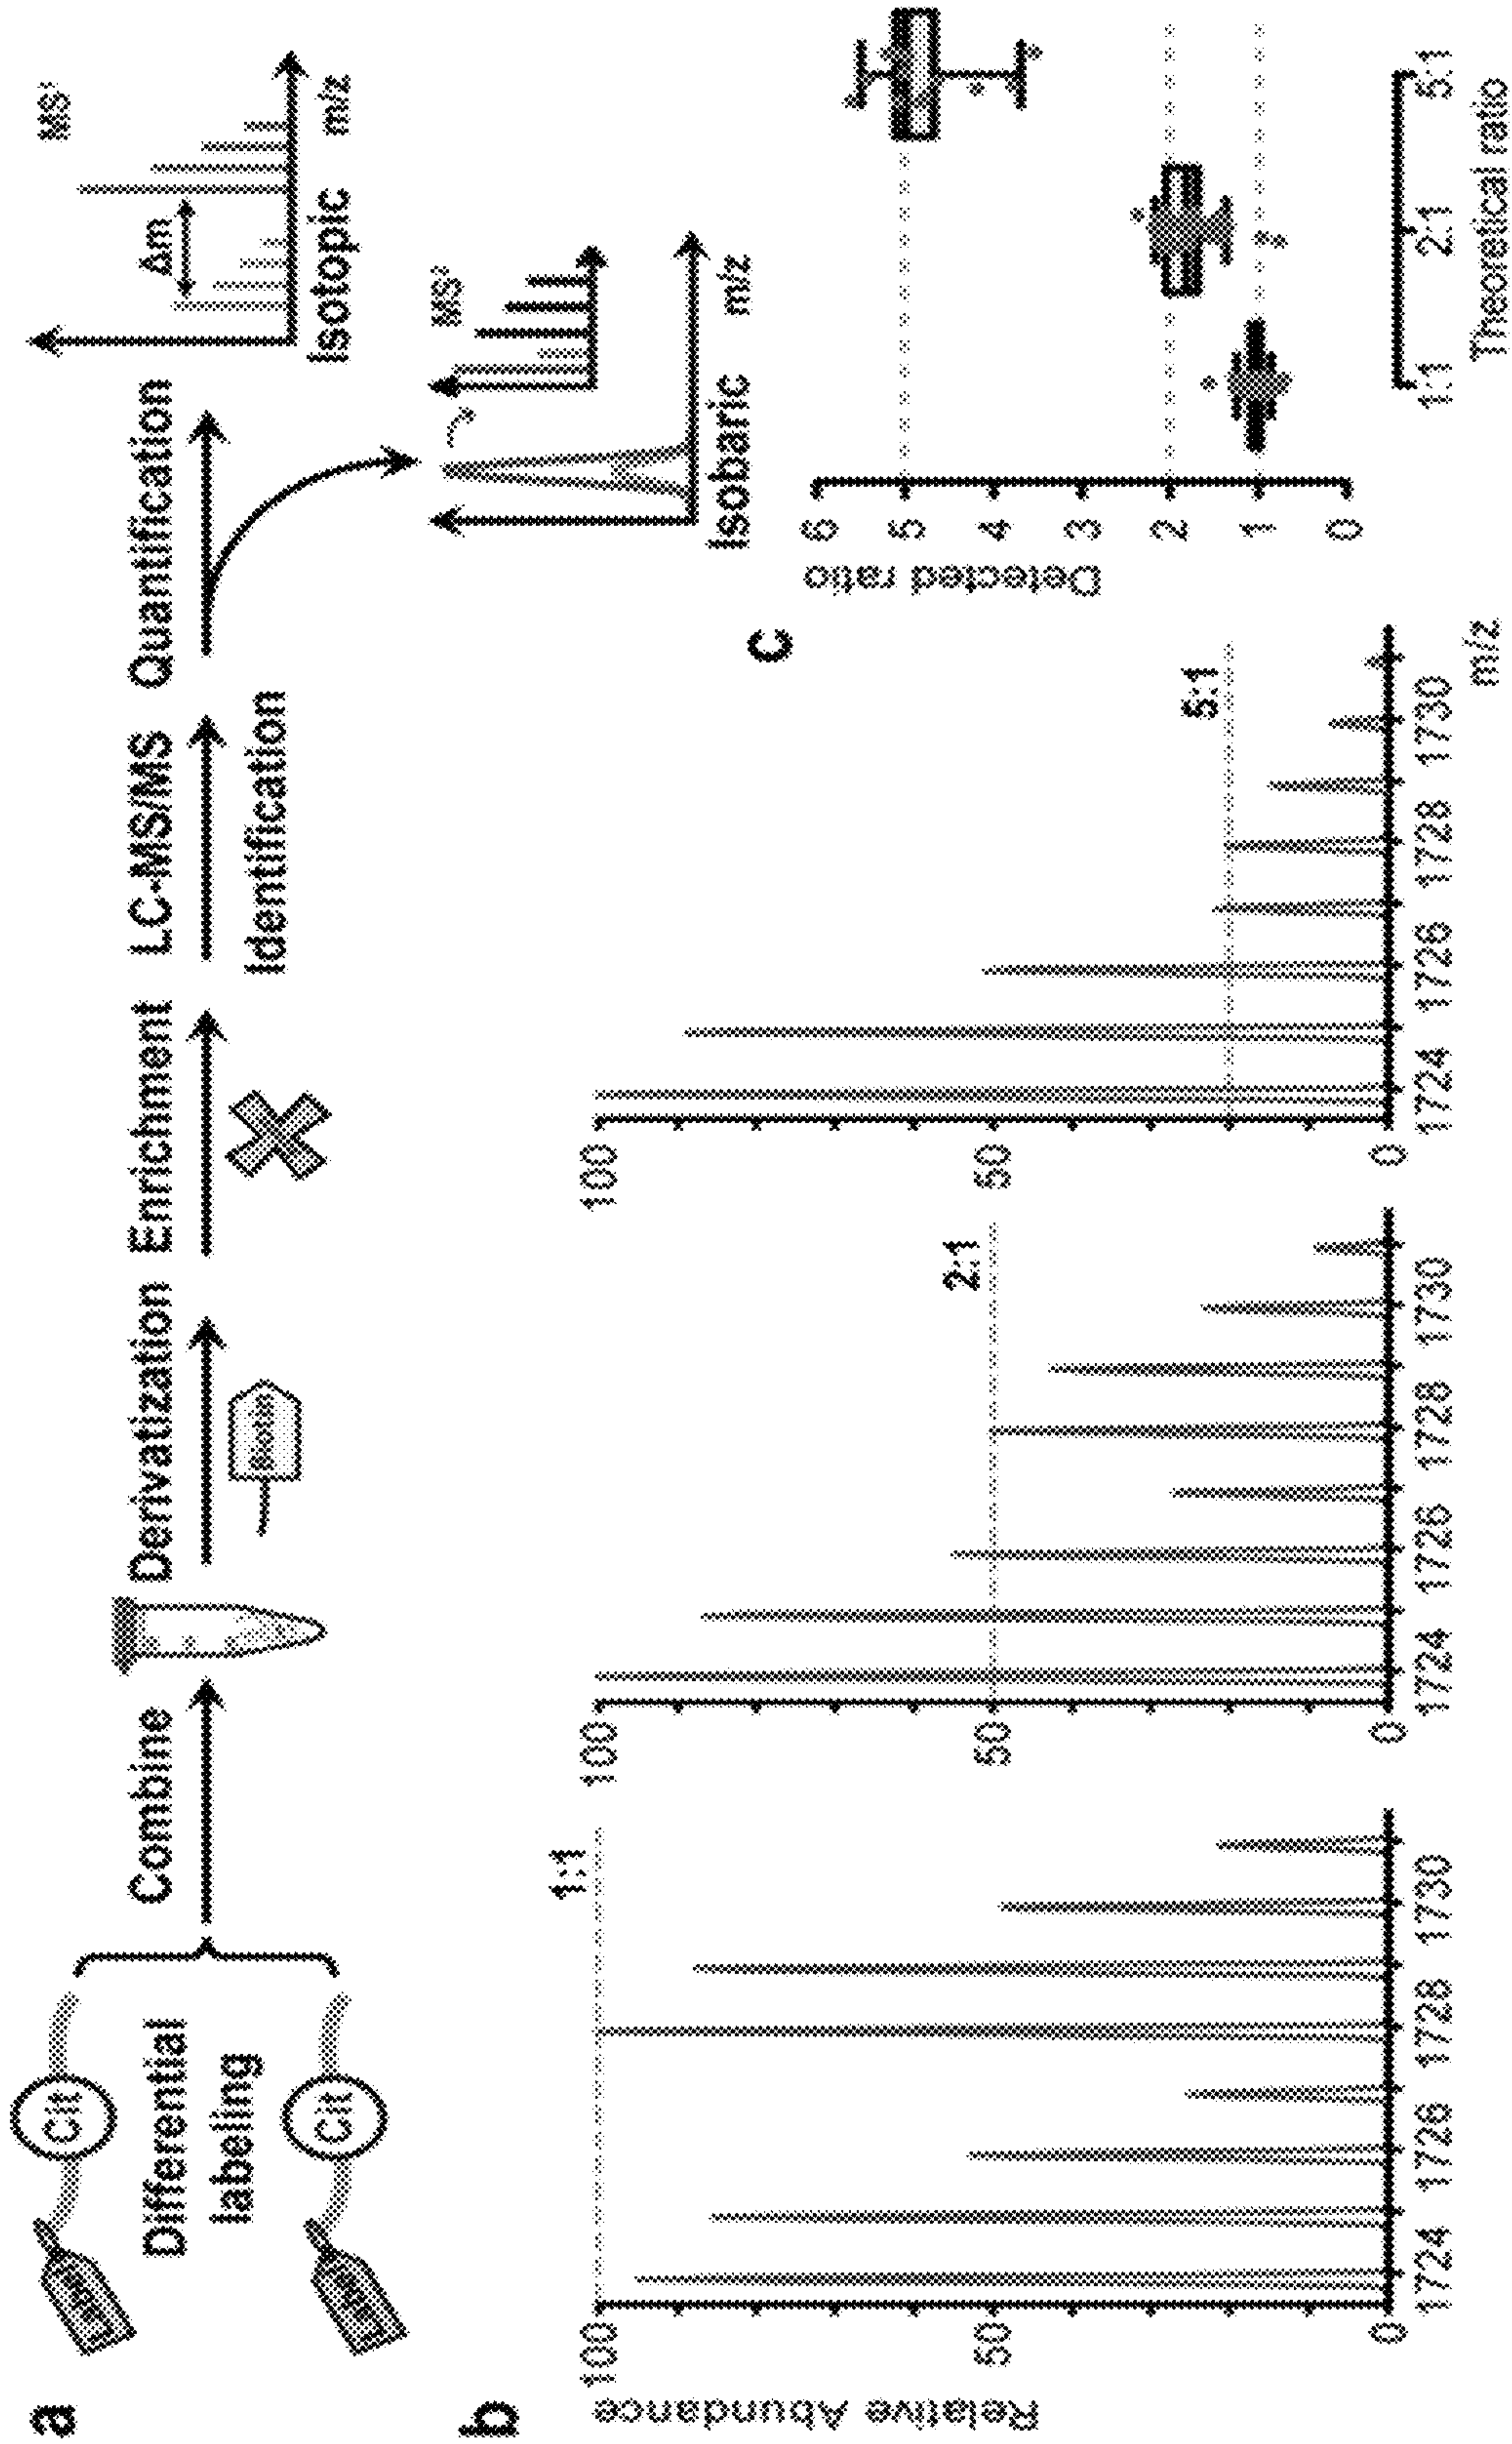 a
Cit
Differential
labeling
Cit
Combine
Derivatization
Biotin
Enrichment
LC-MS/MS
Identification
Quantification
MS¹
Δm
m/z
Isotopic
MS²
m/z
Isobaric
b
Relative Abundance
100
50
0
1:1
1724 1726 1728 1730
100
50
0
2:1
1724 1726 1728 1730
100
50
0
5:1
1724 1726 1728 1730
m/z
c
Detected ratio
6
5
4
3
2
1
0
1:1 2:1 5:1
Theoretical ratio